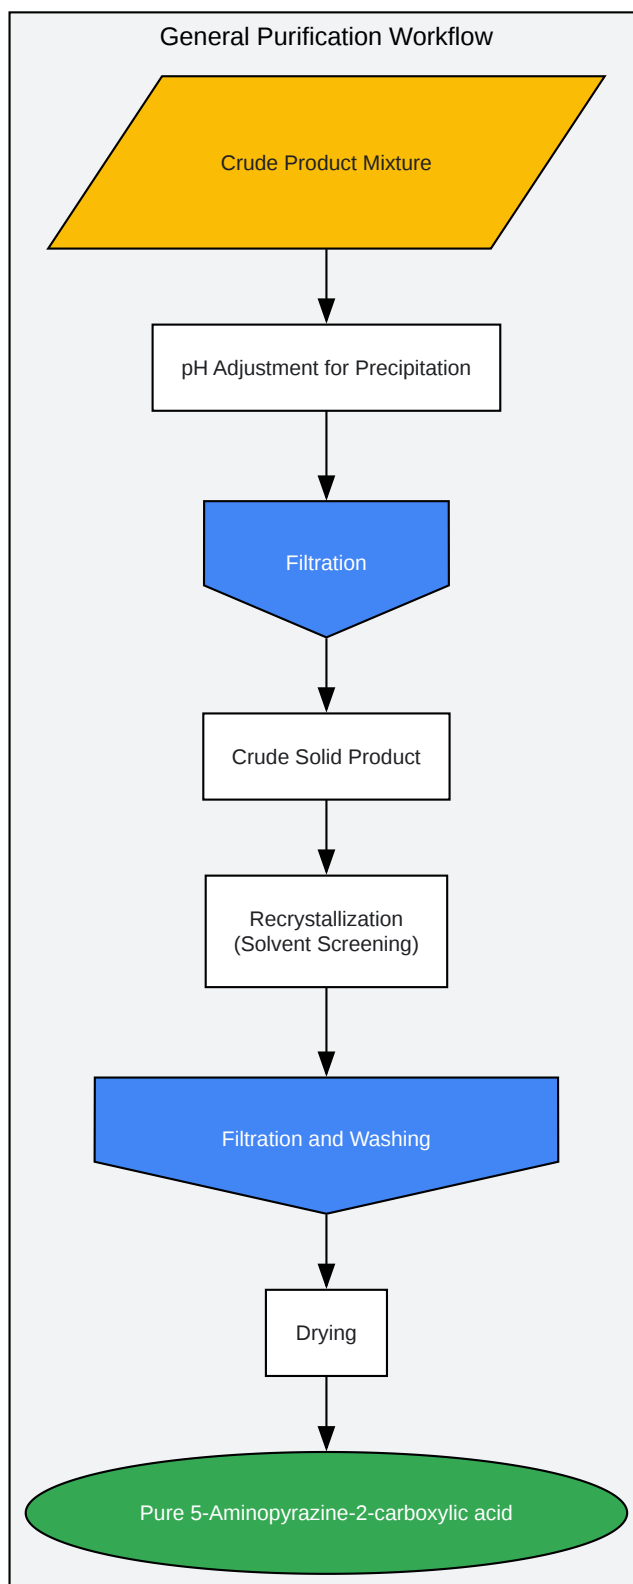 General Purification Workflow
Crude Product Mixture
pH Adjustment for Precipitation
Filtration
Crude Solid Product
Recrystallization
(Solvent Screening)
Filtration and Washing
Drying
Pure 5-Aminopyrazine-2-carboxylic acid